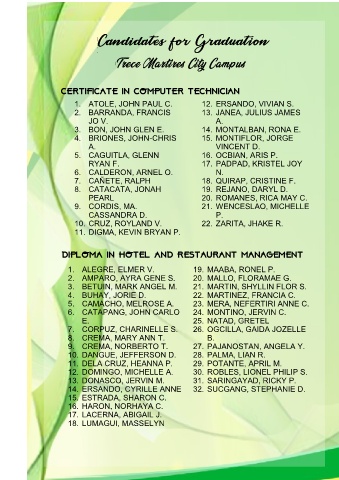 Candidates for Graduation
Trece Martires City Campus
CERTIFICATE IN COMPUTER TECHNICIAN
1. ATOLE, JOHN PAUL C.
2. BARRANDA, FRANCIS
JO V.
3. BON, JOHN GLEN E.
4. BRIONES, JOHN-CHRIS
A.
5. CAGUITLA, GLENN
RYAN F.
6. CALDERON, ARNEL O.
7. CAÑETE, RALPH
8. CATACATA, JONAH
PEARL
9. CORDIS, MA.
CASSANDRA D.
10. CRUZ, ROYLAND V.
11. DIGMA, KEVIN BRYAN P.
12. ERSANDO, VIVIAN S.
13. JANEA, JULIUS JAMES
A.
14. MONTALBAN, RONA E.
15. MONTIFLOR, JORGE
VINCENT D.
16. OCBIAN, ARIS P.
17. PADPAD, KRISTEL JOY
N.
18. QUIRAP, CRISTINE F.
19. REJANO, DARYL D.
20. ROMANES, RICA MAY C.
21. WENCESLAO, MICHELLE
P.
22. ZARITA, JHAKE R.
DIPLOMA IN HOTEL AND RESTAURANT MANAGEMENT
1. ALEGRE, ELMER V.
2. AMPARO, AYRA GENE S.
3. BETUIN, MARK ANGEL M.
4. BUHAY, JORIE D.
5. CAMACHO, MELROSE A.
6. CATAPANG, JOHN CARLO
E.
7. CORPUZ, CHARINELLE S.
8. CREMA, MARY ANN T.
9. CREMA, NORBERTO T.
10. DANGUE, JEFFERSON D.
11. DELA CRUZ, HEANNA P.
12. DOMINGO, MICHELLE A.
13. DONASCO, JERVIN M.
14. ERSANDO, CYRILLE ANNE
15. ESTRADA, SHARON C.
16. HARON, NORHAYA C.
17. LACERNA, ABIGAIL J.
18. LUMAGUI, MASSELYN
19. MAABA, RONEL P.
20. MALLO, FLORAMAE G.
21. MARTIN, SHYLLIN FLOR S.
22. MARTINEZ, FRANCIA C.
23. MERA, NEFERTIRI ANNE C.
24. MONTINO, JERVIN C.
25. NATAD, GRETEL
26. OGCILLA, GAIDA JOZELLE
B.
27. PAJANOSTAN, ANGELA Y.
28. PALMA, LIAN R.
29. POTANTE, APRIL M.
30. ROBLES, LIONEL PHILIP S.
31. SARINGAYAD, RICKY P.
32. SUCGANG, STEPHANIE D.